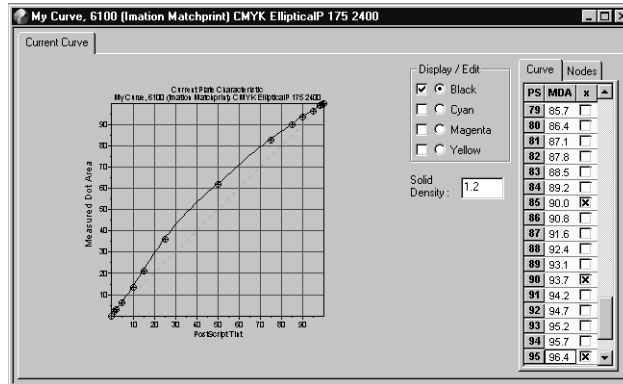 My Curve, 6100 (Imation Matchprint) CMYK EllipticalP 175 2400
Current Curve
Current Plate Characteristic
My Curve, 6100 (Imation Matchprint) CMYK EllipticalP 175 2400
Measured Dot Area
90
80
70
60
50
40
30
20
10
10 20 30 40 50 60 70 80 90
PostScript Tint
Display / Edit
Black
Cyan
Magenta
Yellow
Solid
Density : 1.2
Curve Nodes
PS MDA x
79 85.7
80 86.4
81 87.1
82 87.8
83 88.5
84 89.2
85 90.0
86 90.8
87 91.6
88 92.4
89 93.1
90 93.7
91 94.2
92 94.7
93 95.2
94 95.7
95 96.4